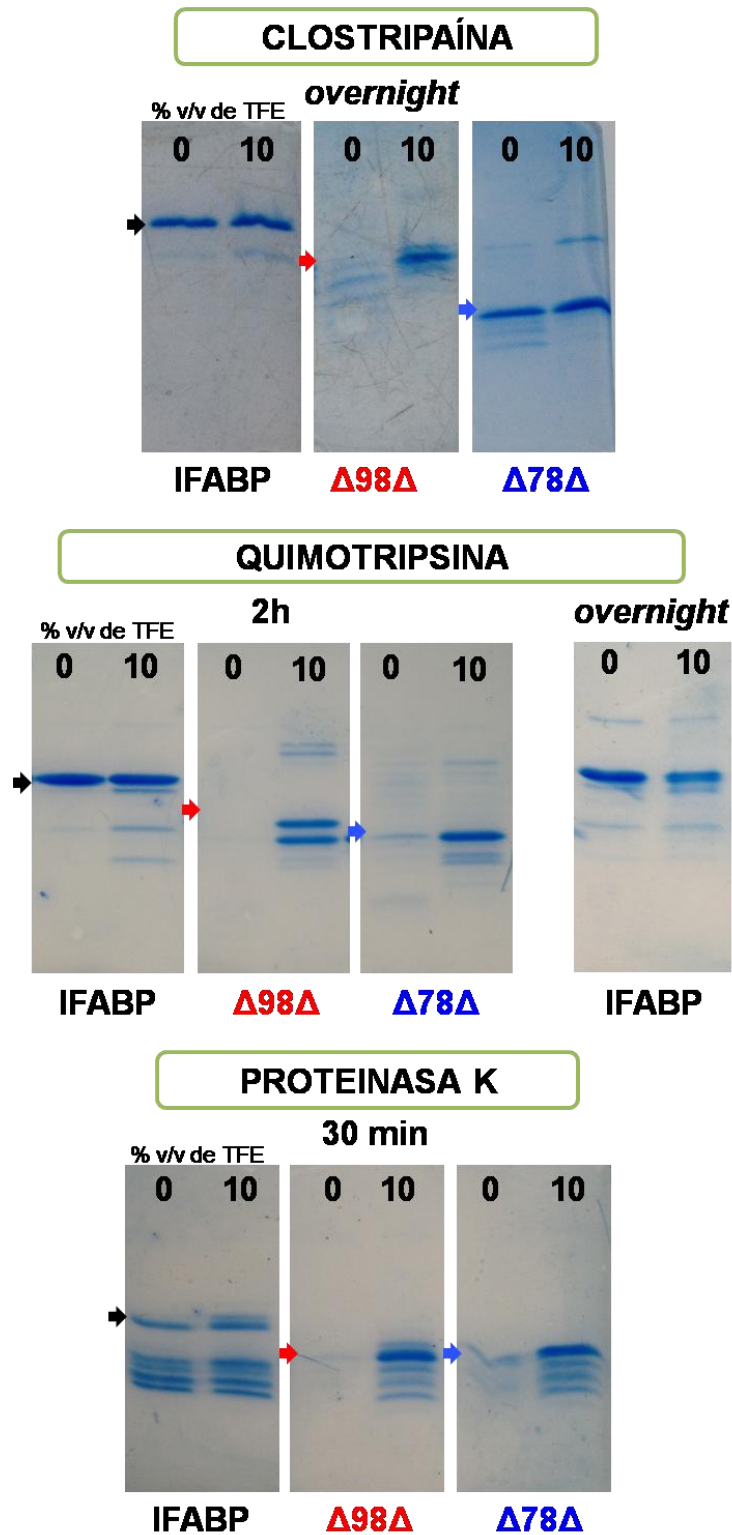 CLOSTRIPAÍNA
overnight
% v/v de TFE
0 10 0 10 0 10
IFABP Δ98Δ Δ78Δ
QUIMOTRIPSINA
2h overnight
% v/v de TFE
0 10 0 10 0 10 0 10
IFABP Δ98Δ Δ78Δ IFABP
PROTEINASA K
30 min
% v/v de TFE
0 10 0 10 0 10
IFABP Δ98Δ Δ78Δ